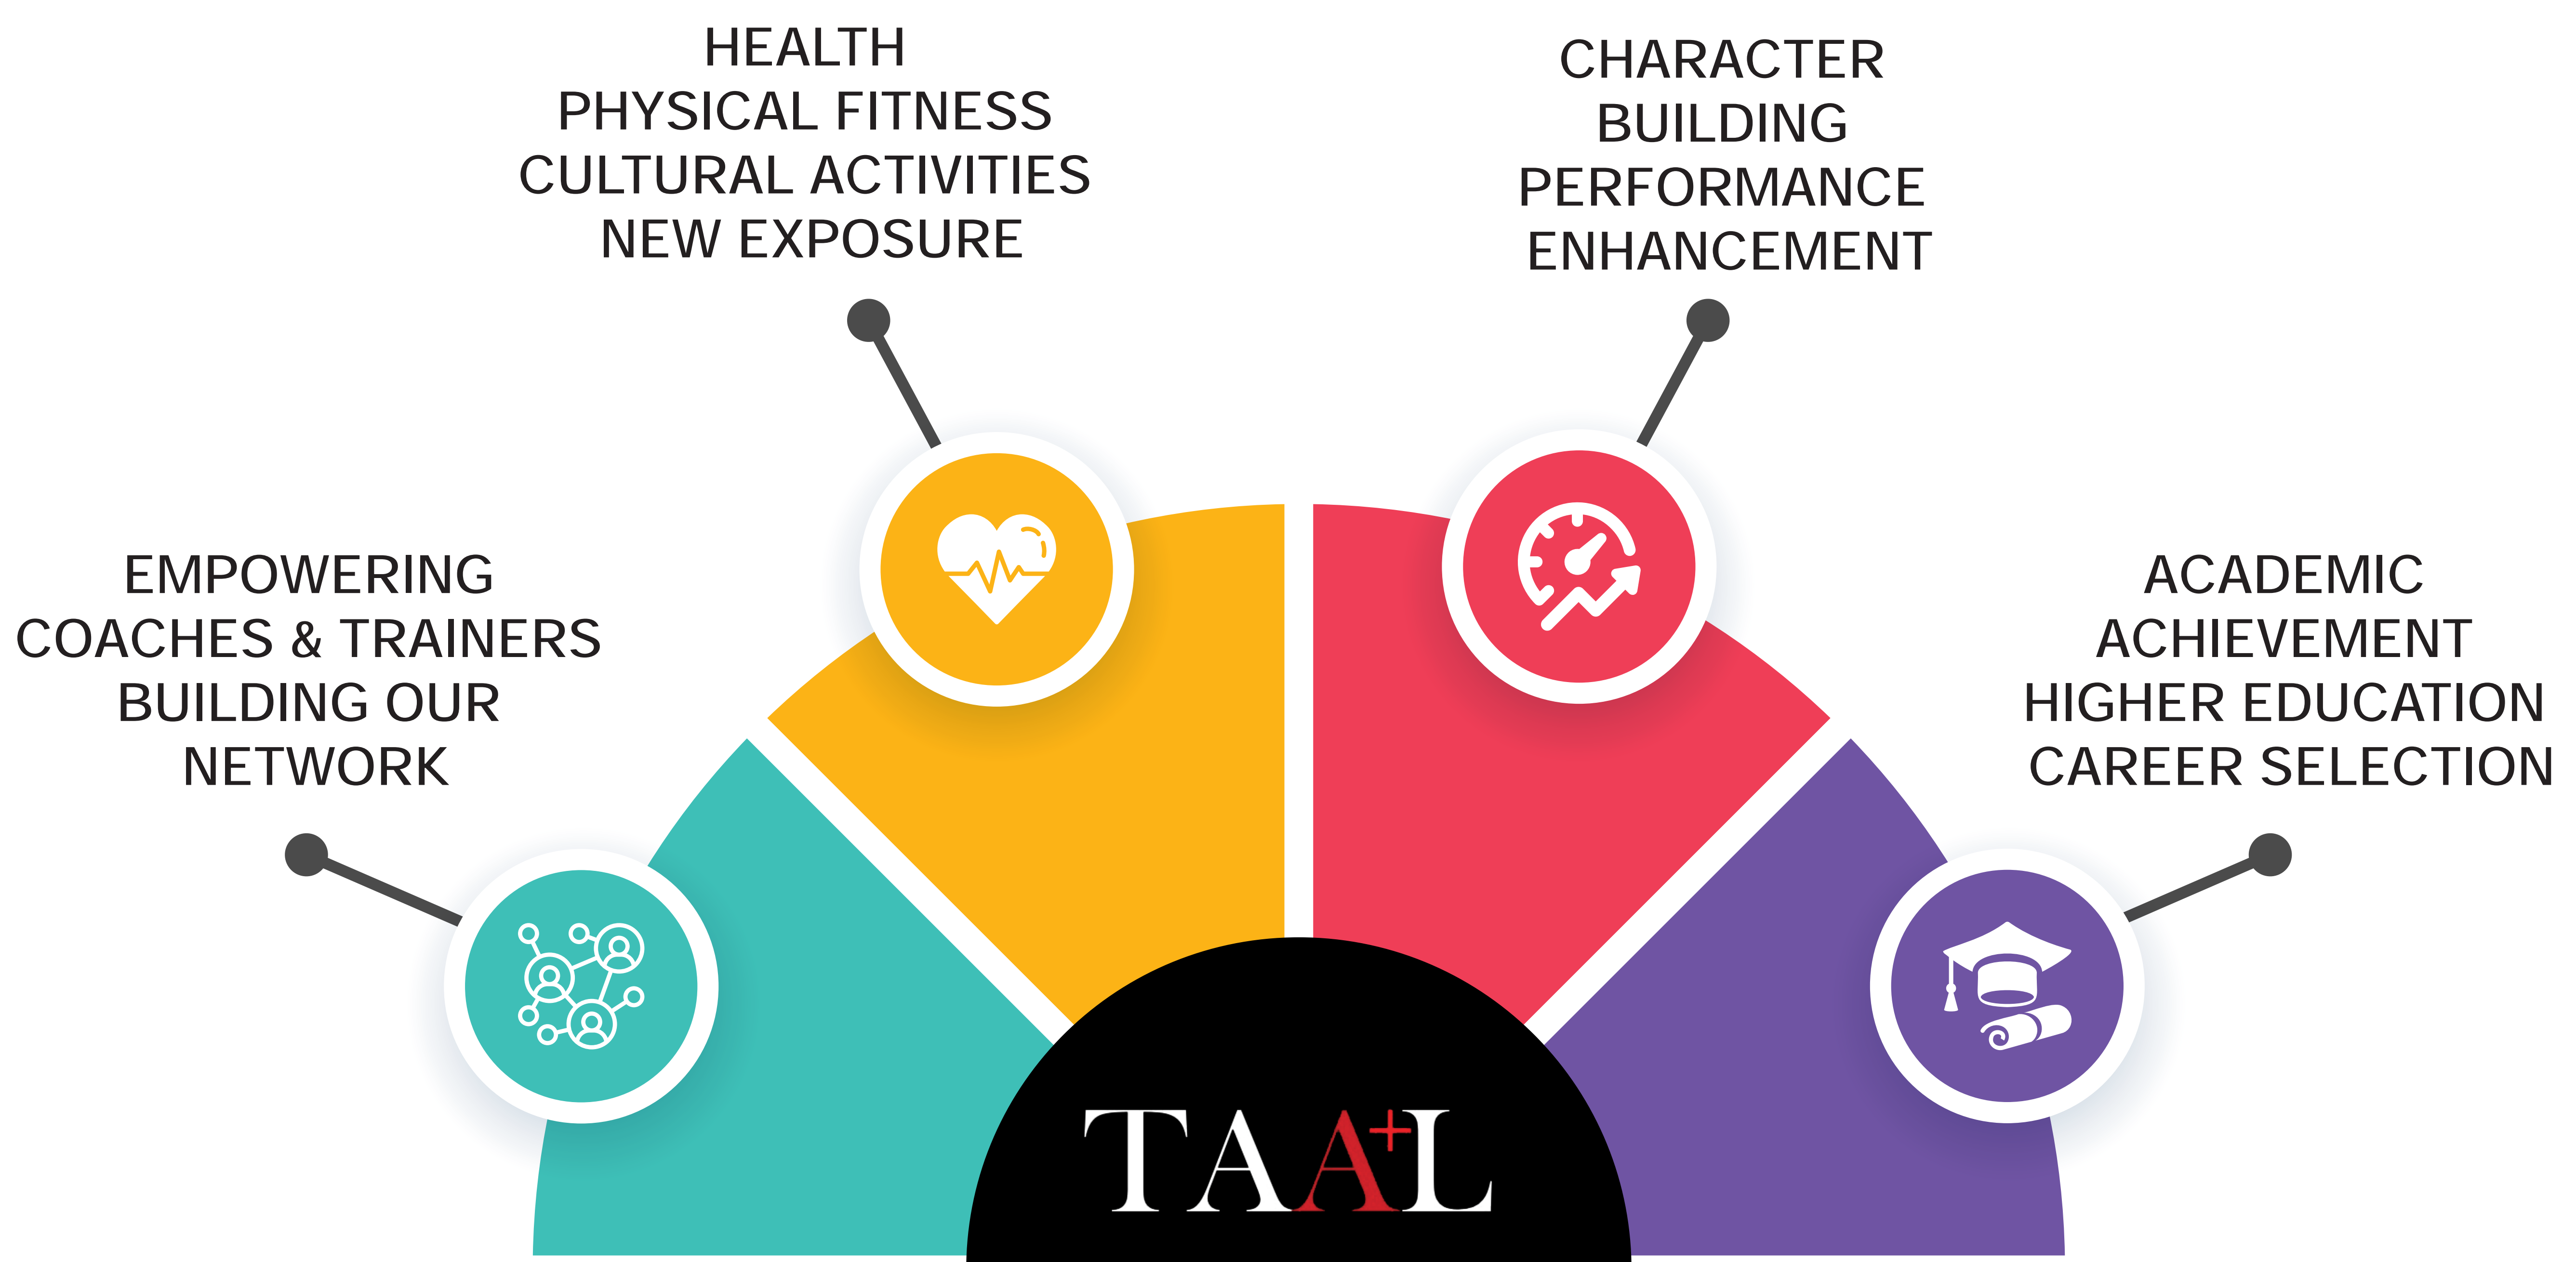 HEALTH
PHYSICAL FITNESS
CULTURAL ACTIVITIES
NEW EXPOSURE
CHARACTER
BUILDING
PERFORMANCE
ENHANCEMENT
EMPOWERING
COACHES & TRAINERS
BUILDING OUR
NETWORK
ACADEMIC
ACHIEVEMENT
HIGHER EDUCATION
CAREER SELECTION
TAA+L